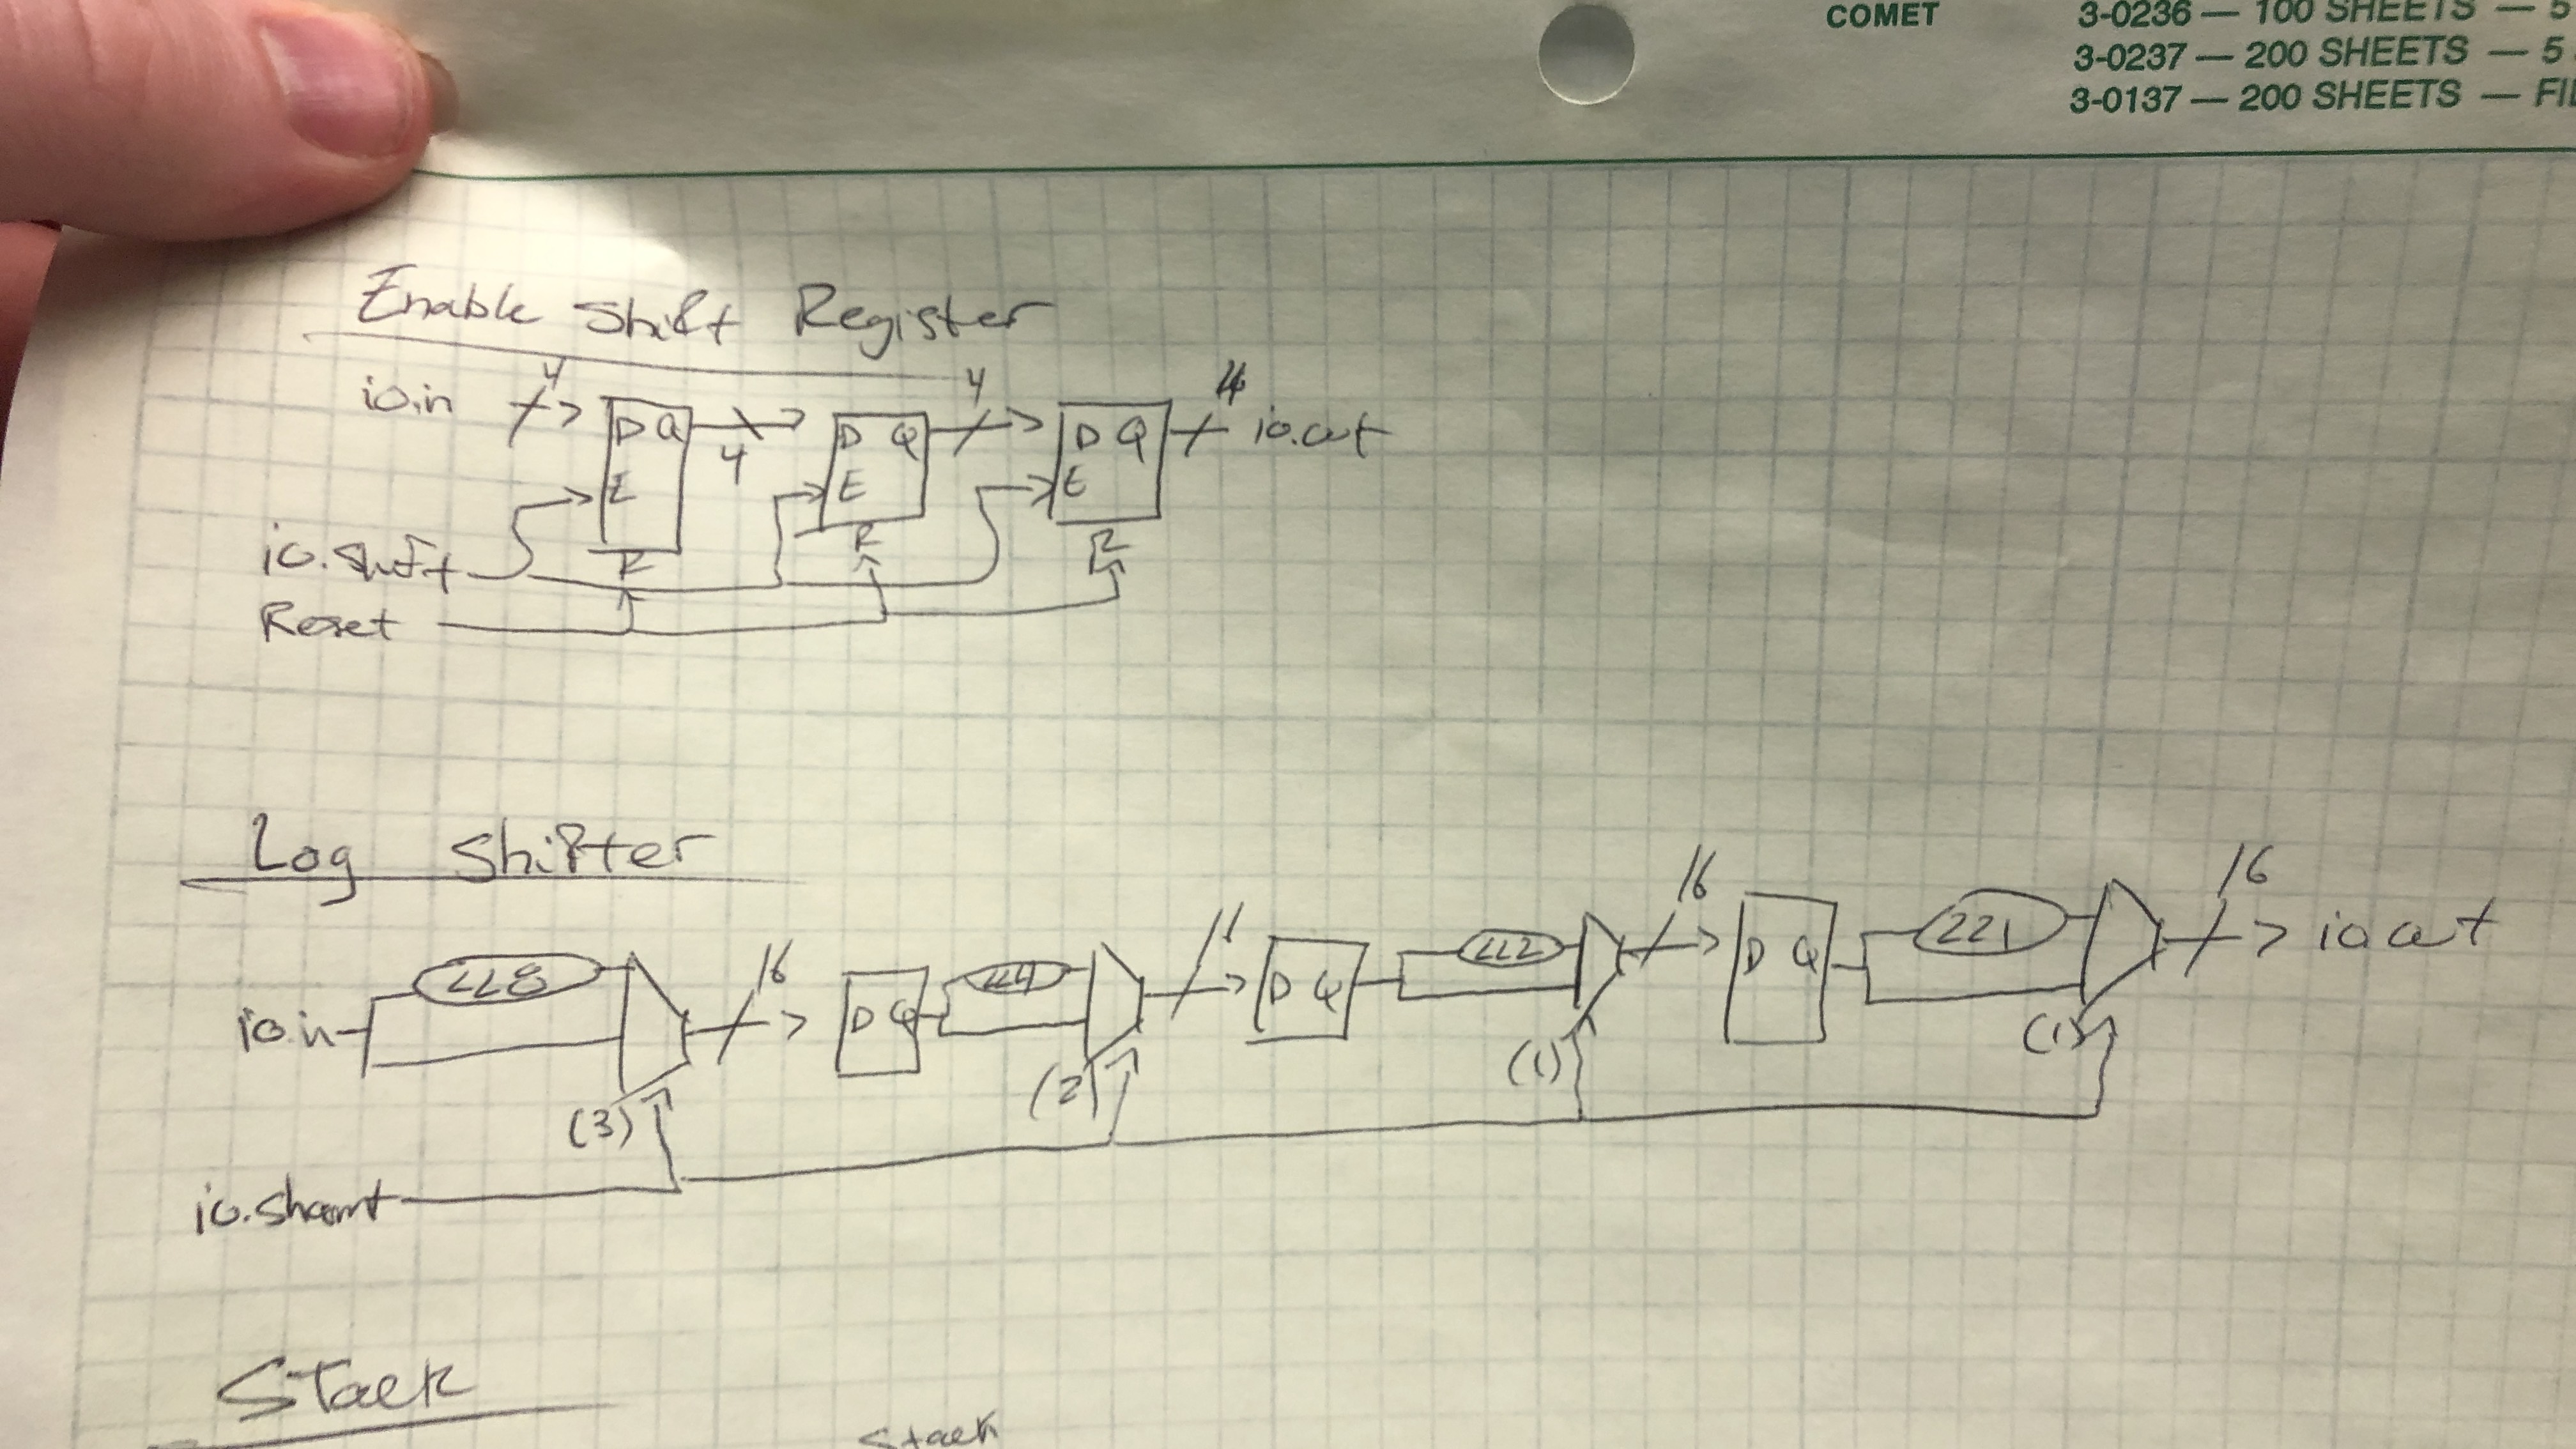 COMET
3-0236 — 100 SHEETS — 5
3-0237 — 200 SHEETS — 5
3-0137 — 200 SHEETS — FIL
Enable Shift Register
io.in 4 D Q 4 D Q 4 D Q 4 io.out
E E E
io.shift R R R
Reset
Log Shifter
io.in <<8 16 D Q <<4 11 D Q <<2 16 D Q <<1 16 io.out
(3) (2) (1) (1)
io.shamt
Stack
Stack